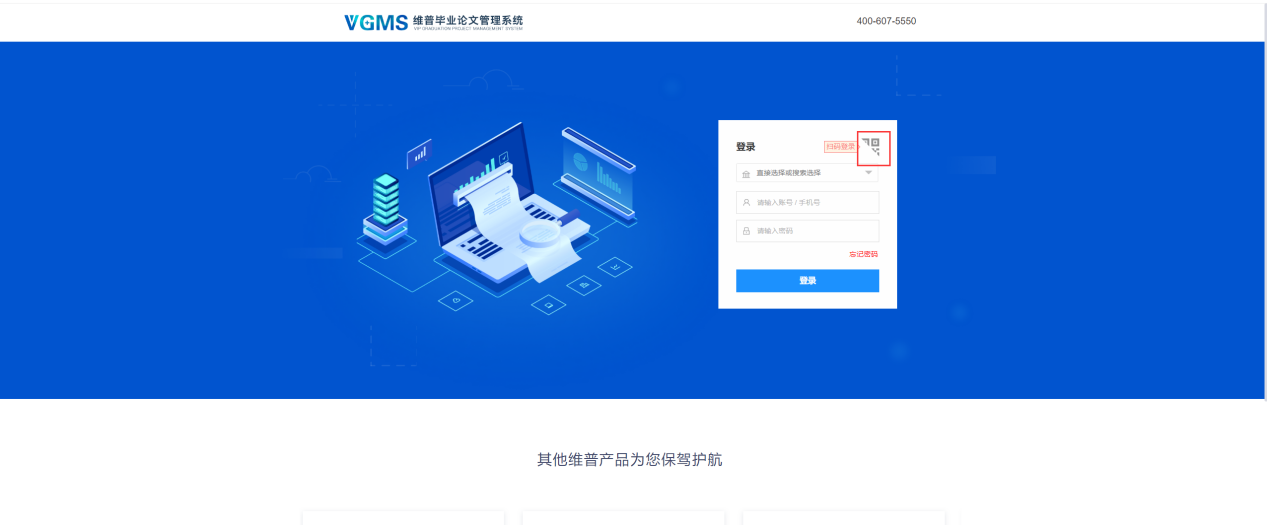 VGMS 维普毕业论文管理系统
VIP GRADUATION PROJECT MANAGEMENT SYSTEM
400-607-5550
登录
扫码登录
直接选择或搜索选择
请输入账号 / 手机号
请输入密码
忘记密码
登录
其他维普产品为您保驾护航